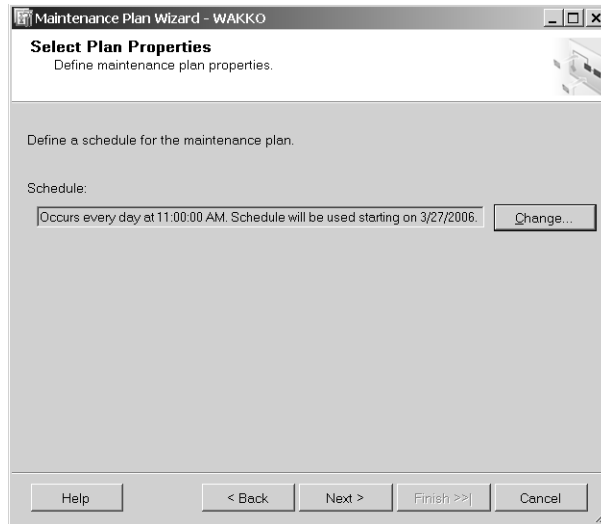 Maintenance Plan Wizard - WAKKO
Select Plan Properties
Define maintenance plan properties.
Define a schedule for the maintenance plan.
Schedule:
Occurs every day at 11:00:00 AM. Schedule will be used starting on 3/27/2006.
Change...
Help
< Back
Next >
Finish >>|
Cancel